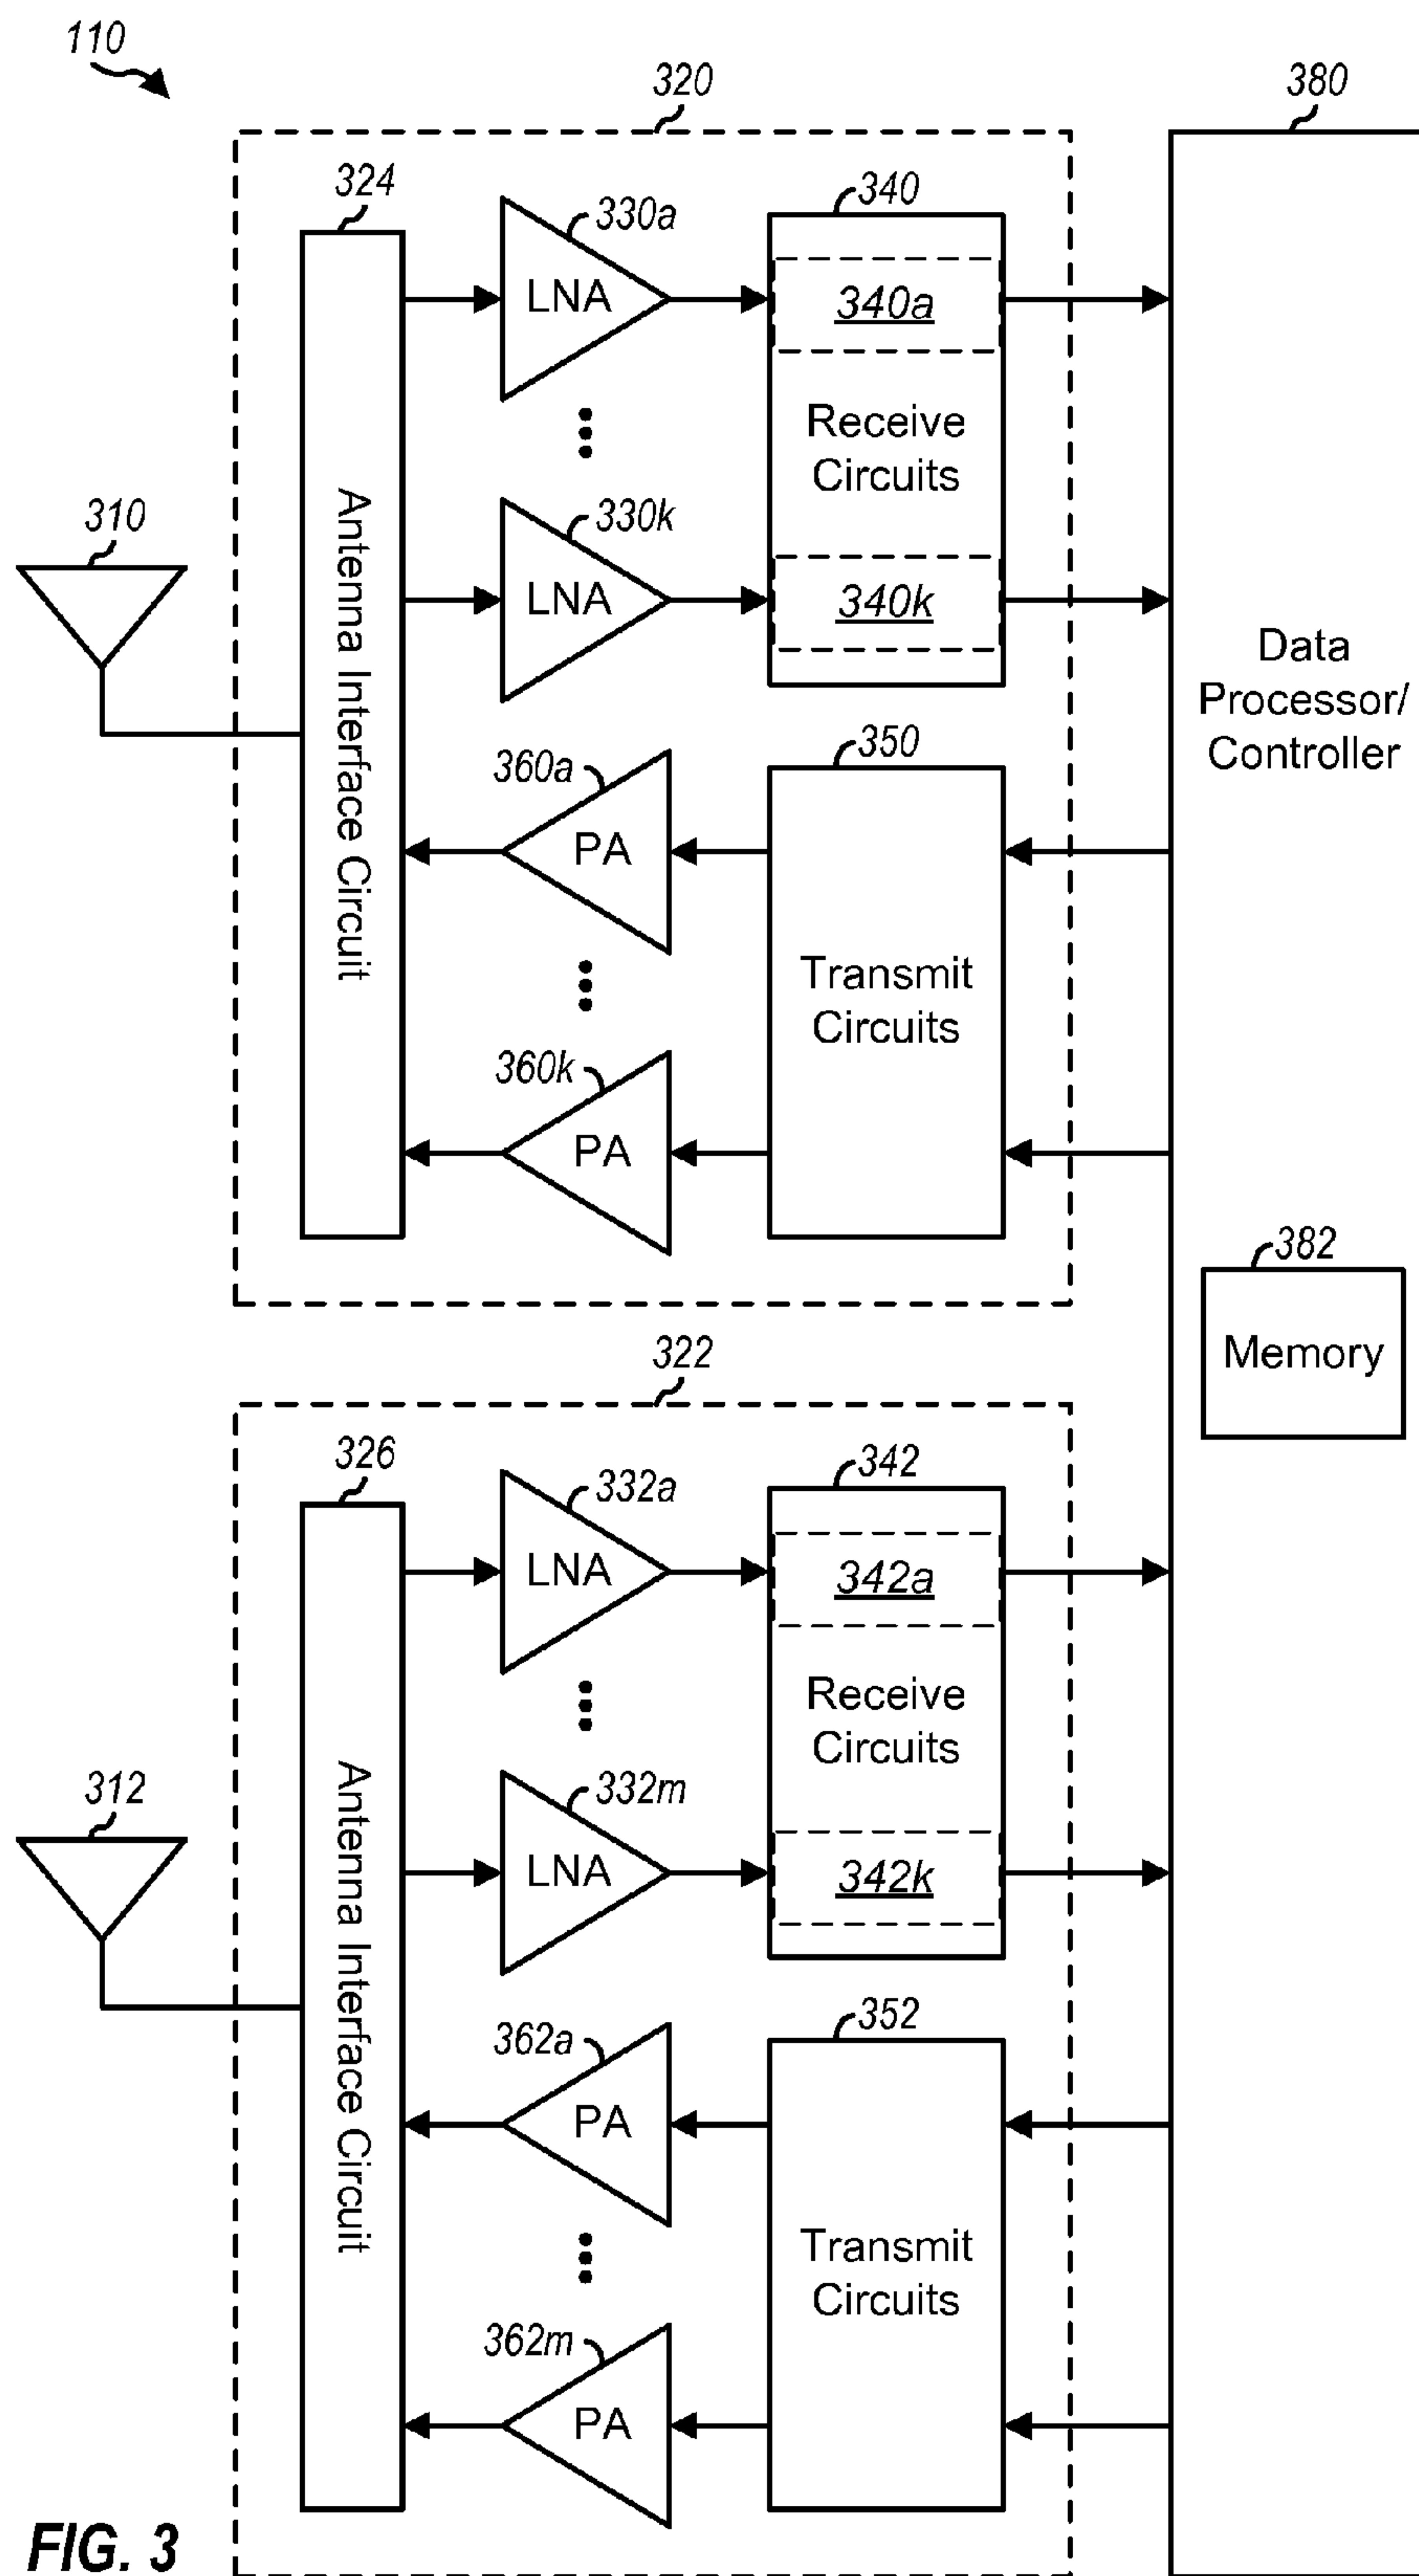 110
320
380
324
330a
340
LNA
340a
Receive
Circuits
310
330k
LNA
340k
Antenna Interface Circuit
Data
Processor/
Controller
360a
350
PA
Transmit
Circuits
360k
PA
382
Memory
322
326
332a
342
LNA
342a
Receive
Circuits
312
332m
LNA
342k
Antenna Interface Circuit
362a
352
PA
Transmit
Circuits
362m
PA
FIG. 3